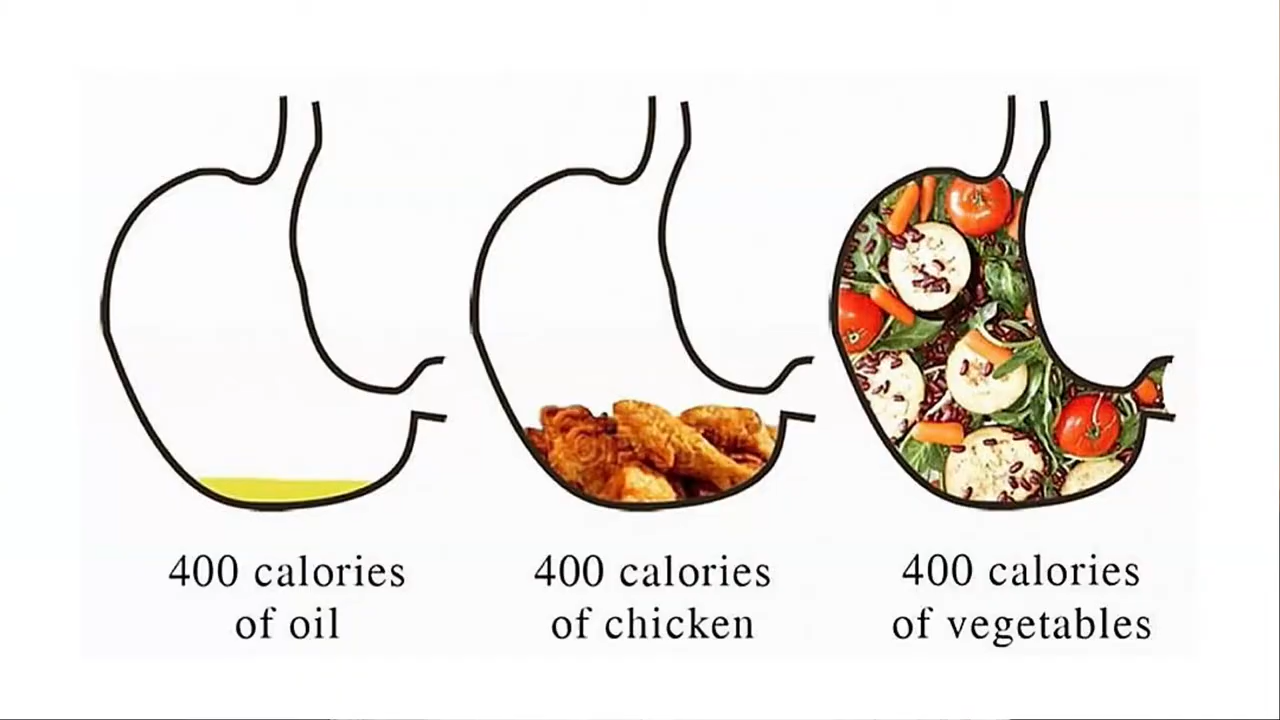 400 calories
of oil
400 calories
of chicken
400 calories
of vegetables